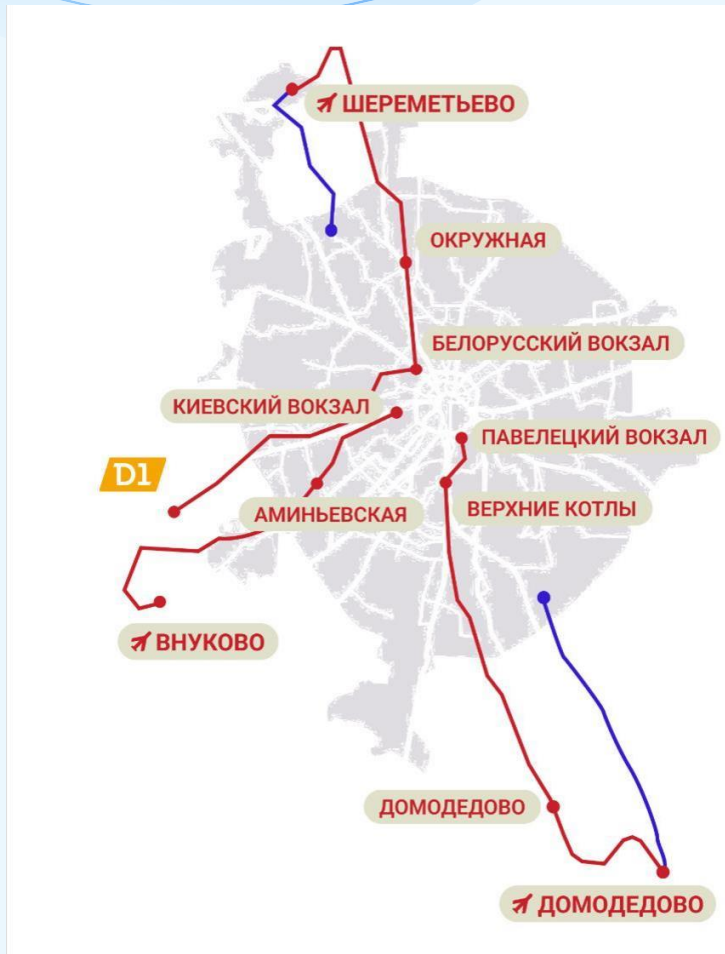 ШЕРЕМЕТЬЕВО
ОКРУЖНАЯ
БЕЛОРУССКИЙ ВОКЗАЛ
КИЕВСКИЙ ВОКЗАЛ
ПАВЕЛЕЦКИЙ ВОКЗАЛ
D1
АМИНЬЕВСКАЯ
ВЕРХНИЕ КОТЛЫ
ВНУКОВО
ДОМОДЕДОВО
ДОМОДЕДОВО